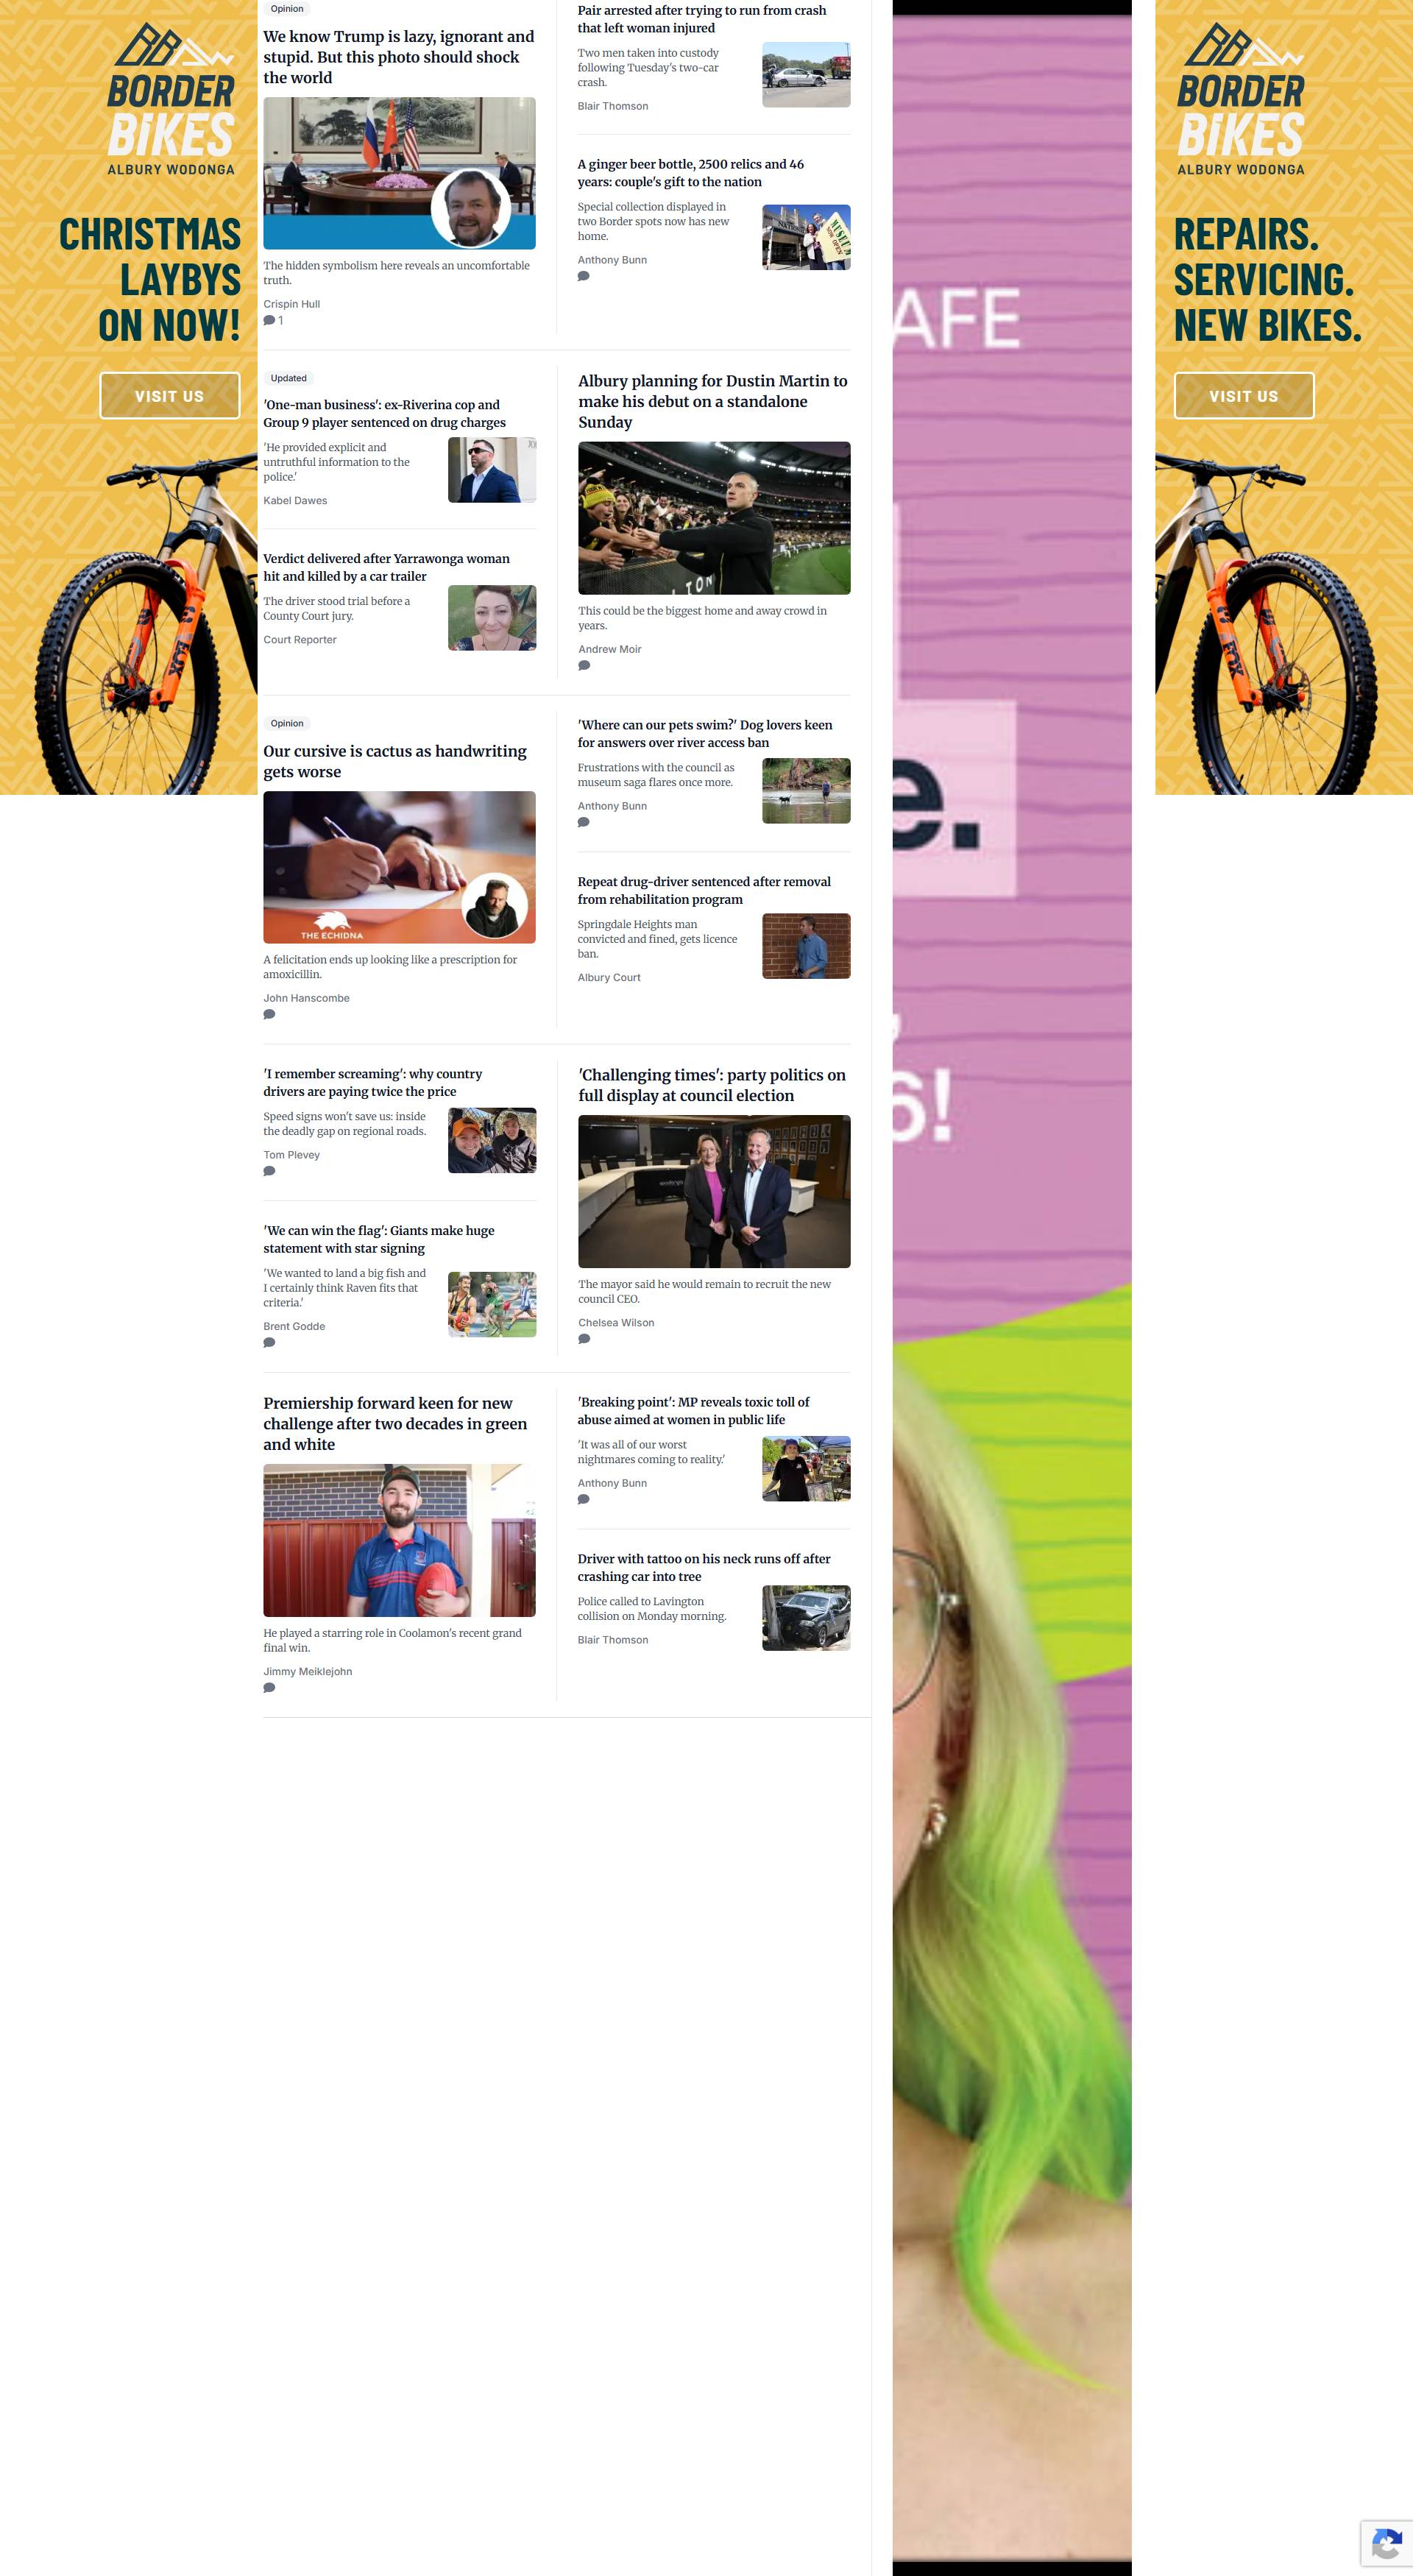 BORDER
BIKES
ALBURY WODONGA
CHRISTMAS
LAYBYS
ON NOW!
VISIT US
FOX
Opinion
We know Trump is lazy, ignorant and
stupid. But this photo should shock
the world
The hidden symbolism here reveals an uncomfortable
truth.
Crispin Hull
1
Pair arrested after trying to run from crash
that left woman injured
Two men taken into custody
following Tuesday's two-car
crash.
Blair Thomson
A ginger beer bottle, 2500 relics and 46
years: couple's gift to the nation
Special collection displayed in
two Border spots now has new
home.
Anthony Bunn
Updated
'One-man business': ex-Riverina cop and
Group 9 player sentenced on drug charges
'He provided explicit and
untruthful information to the
police.'
Kabel Dawes
Verdict delivered after Yarrawonga woman
hit and killed by a car trailer
The driver stood trial before a
County Court jury.
Court Reporter
Albury planning for Dustin Martin to
make his debut on a standalone
Sunday
TON
This could be the biggest home and away crowd in
years.
Andrew Moir
Opinion
Our cursive is cactus as handwriting
gets worse
THE ECHIDNA
A felicitation ends up looking like a prescription for
amoxicillin.
John Hanscombe
'Where can our pets swim?' Dog lovers keen
for answers over river access ban
Frustrations with the council as
museum saga flares once more.
Anthony Bunn
Repeat drug-driver sentenced after removal
from rehabilitation program
Springdale Heights man
convicted and fined, gets licence
ban.
Albury Court
'I remember screaming': why country
drivers are paying twice the price
Speed signs won't save us: inside
the deadly gap on regional roads.
Tom Plevey
'We can win the flag': Giants make huge
statement with star signing
'We wanted to land a big fish and
I certainly think Raven fits that
criteria.'
Brent Godde
'Challenging times': party politics on
full display at council election
The mayor said he would remain to recruit the new
council CEO.
Chelsea Wilson
Premiership forward keen for new
challenge after two decades in green
and white
He played a starring role in Coolamon's recent grand
final win.
Jimmy Meiklejohn
'Breaking point': MP reveals toxic toll of
abuse aimed at women in public life
'It was all of our worst
nightmares coming to reality.'
Anthony Bunn
Driver with tattoo on his neck runs off after
crashing car into tree
Police called to Lavington
collision on Monday morning.
Blair Thomson
AFE
e.
,
6!
BORDER
BIKES
ALBURY WODONGA
REPAIRS.
SERVICING.
NEW BIKES.
VISIT US
FOX